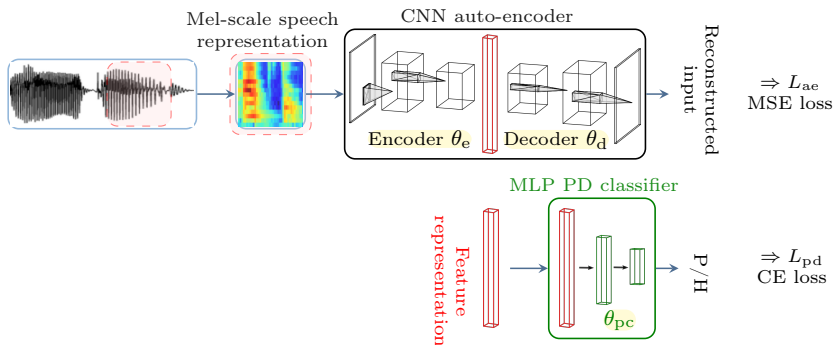 Mel-scale speech
representation
CNN auto-encoder
Encoder θe
Decoder θd
Reconstructed
input
⇒ Lae
MSE loss
MLP PD classifier
Feature
representation
θpc
P/H
⇒ Lpd
CE loss